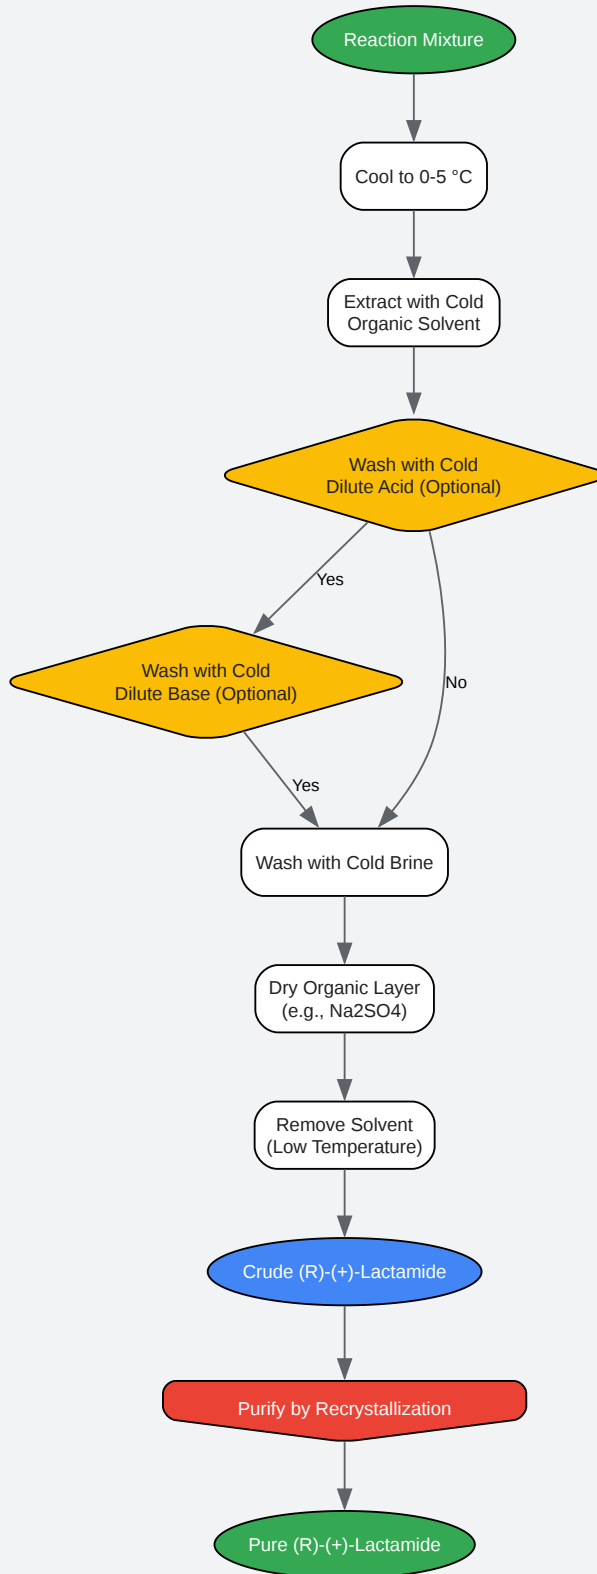 Reaction Mixture
Cool to 0-5 °C
Extract with Cold
Organic Solvent
Wash with Cold
Dilute Acid (Optional)
Yes
Wash with Cold
Dilute Base (Optional)
No
Yes
Wash with Cold Brine
Dry Organic Layer
(e.g., Na2SO4)
Remove Solvent
(Low Temperature)
Crude (R)-(+)-Lactamide
Purify by Recrystallization
Pure (R)-(+)-Lactamide